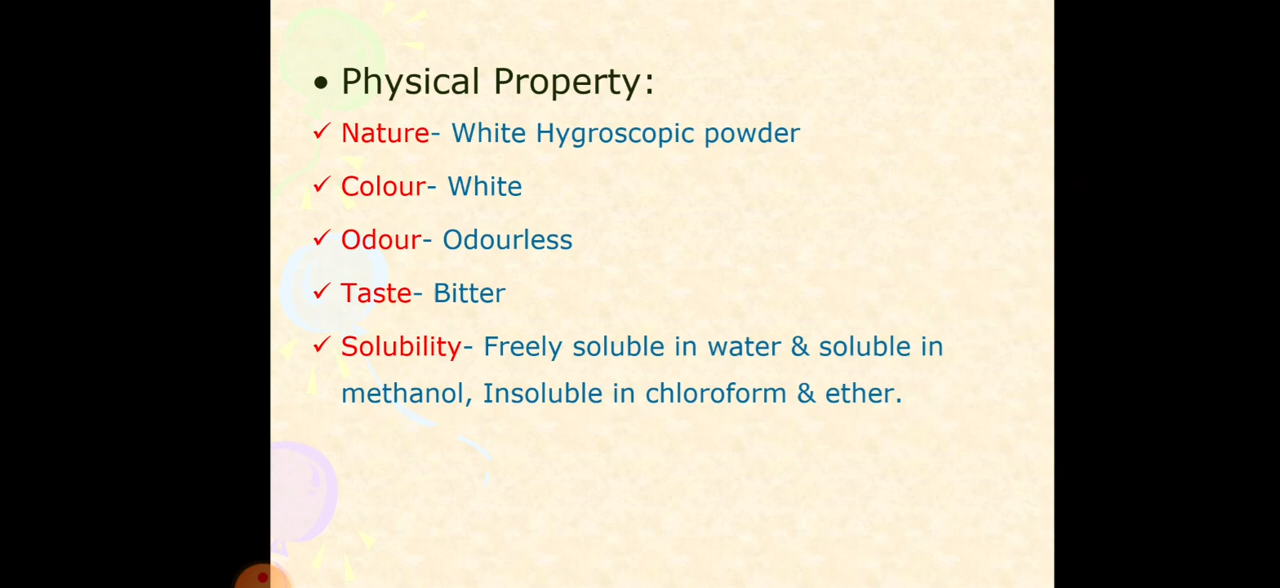 • Physical Property:
✓ Nature- White Hygroscopic powder
✓ Colour- White
✓ Odour- Odourless
✓ Taste- Bitter
✓ Solubility- Freely soluble in water & soluble in
methanol, Insoluble in chloroform & ether.